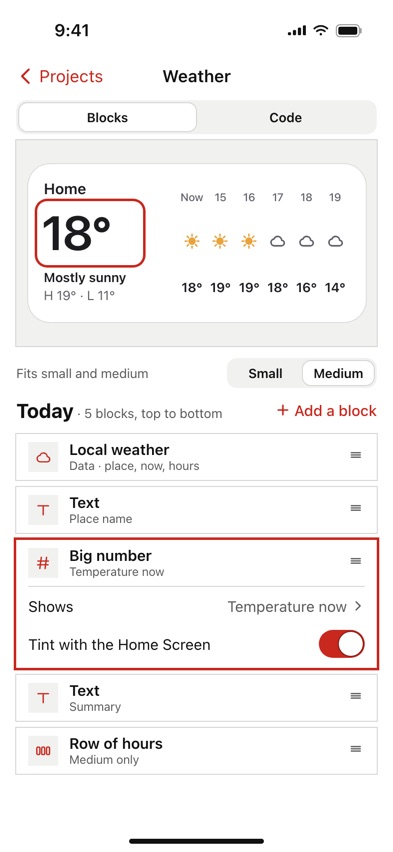 9:41
Projects
Weather
Blocks
Code
Home
18°
Mostly sunny
H 19° · L 11°
Now 15 16 17 18 19
18° 19° 19° 18° 16° 14°
Fits small and medium
Small
Medium
Today · 5 blocks, top to bottom
+ Add a block
Local weather
Data · place, now, hours
T
Text
Place name
#
Big number
Temperature now
Shows
Temperature now
Tint with the Home Screen
T
Text
Summary
Row of hours
Medium only